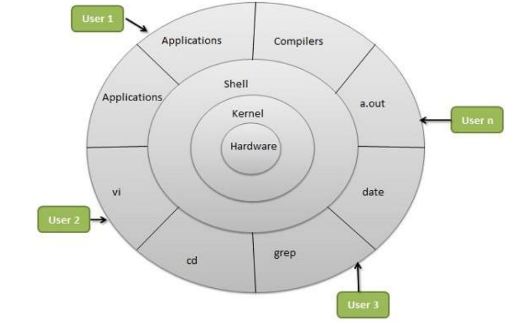 User 1
Applications
Compilers
Shell
Applications
a.out
Kernel
User n
Hardware
vi
date
User 2
cd
grep
User 3